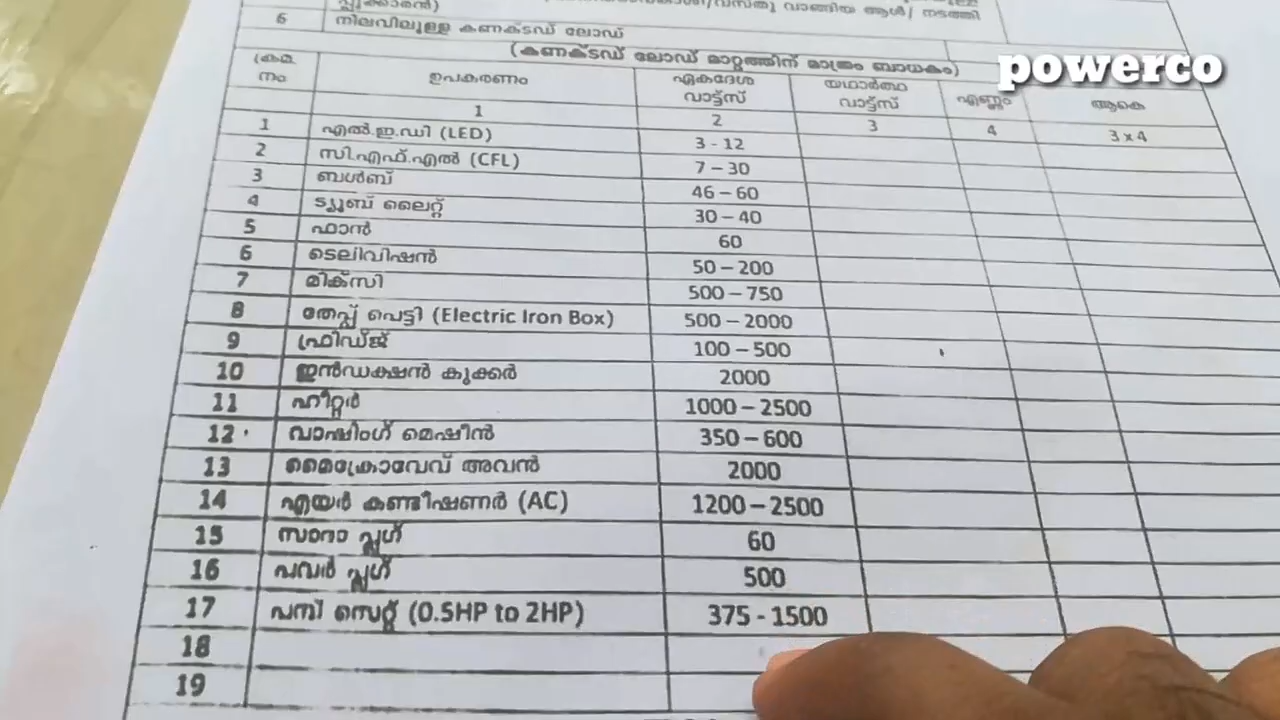 വാങ്ങിയ ആൾ/ നടത്തി
6 നിലവിലുള്ള കണക്ടഡ് ലോഡ്
(കണക്ടഡ് ലോഡ് മാറ്റത്തിന് മാത്രം ബാധകം)
powerco
ക്രമ നം ഉപകരണം ഏകദേശ വാട്ട്സ് യഥാർത്ഥ വാട്ട്സ് എണ്ണം ആകെ
1 2 3 4 3 x 4
1 എൽ.ഇ.ഡി (LED) 3 - 12
2 സി.എഫ്.എൽ (CFL) 7 – 30
3 ബൾബ് 46 – 60
4 ട്യൂബ് ലൈറ്റ് 30 – 40
5 ഫാൻ 60
6 ടെലിവിഷൻ 50 – 200
7 മിക്സി 500 – 750
8 തേപ്പ് പെട്ടി (Electric Iron Box) 500 – 2000
9 ഫ്രിഡ്ജ് 100 – 500
10 ഇൻഡക്ഷൻ കുക്കർ 2000
11 ഹീറ്റർ 1000 – 2500
12 വാഷിംഗ് മെഷീൻ 350 – 600
13 മൈക്രോവേവ് അവൻ 2000
14 എയർ കണ്ടീഷണർ (AC) 1200 – 2500
15 സാദാ പ്ലഗ് 60
16 പവർ പ്ലഗ് 500
17 പമ്പ് സെറ്റ് (0.5HP to 2HP) 375 - 1500
18
19